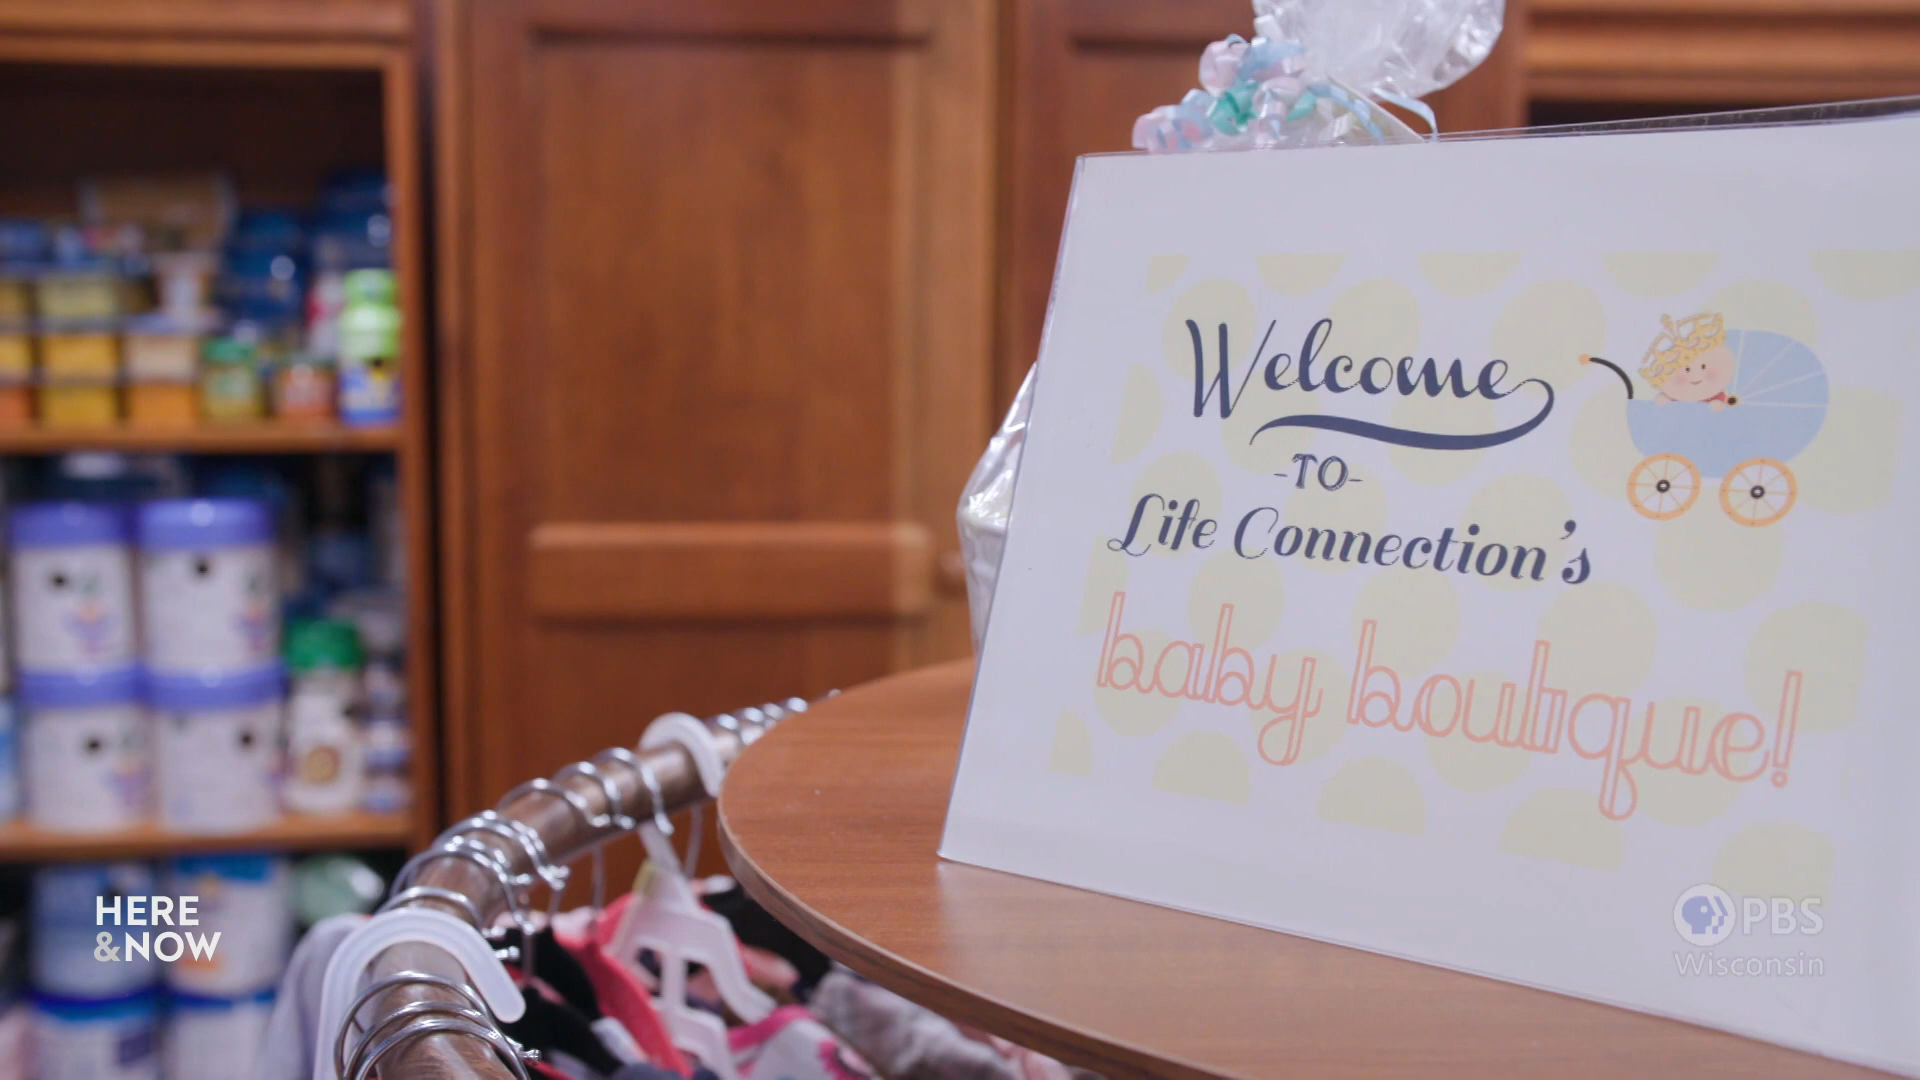 Welcome
-TO-
Life Connection's
baby boutique!
HERE
&NOW
PBS
Wisconsin